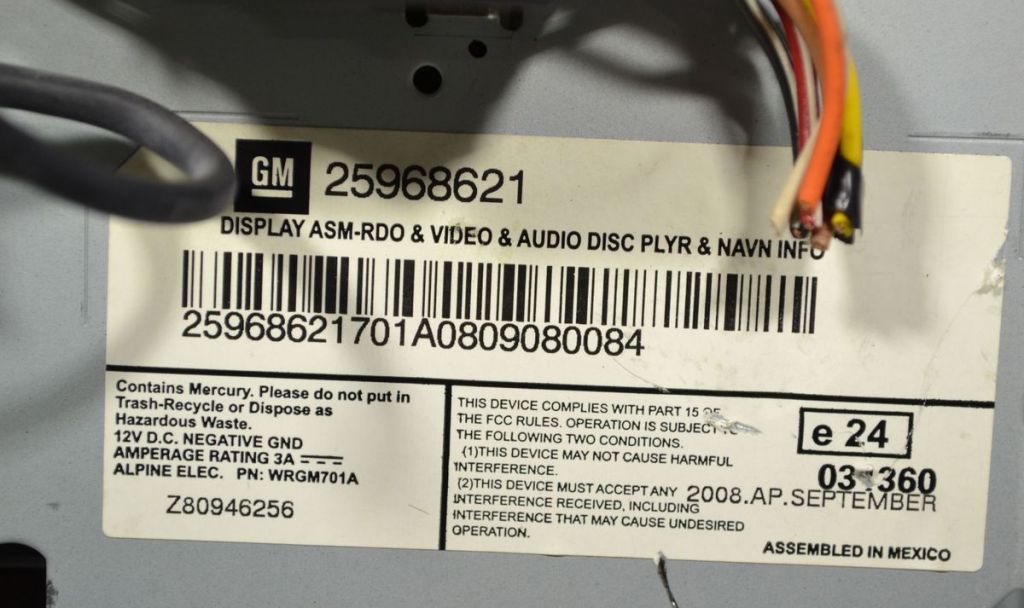 GM 25968621
DISPLAY ASM-RDO & VIDEO & AUDIO DISC PLYR & NAVN INFO
25968621701A0809080084
Contains Mercury. Please do not put in
Trash-Recycle or Dispose as
Hazardous Waste.
12V D.C. NEGATIVE GND
AMPERAGE RATING 3A
ALPINE ELEC. PN: WRGM701A
Z80946256
THIS DEVICE COMPLIES WITH PART 15 OF
THE FCC RULES. OPERATION IS SUBJECT TO
THE FOLLOWING TWO CONDITIONS.
(1)THIS DEVICE MAY NOT CAUSE HARMFUL
INTERFERENCE.
(2)THIS DEVICE MUST ACCEPT ANY
INTERFERENCE RECEIVED, INCLUDING
INTERFERENCE THAT MAY CAUSE UNDESIRED
OPERATION.
e 24
2008.AP.SEPTEMBER
ASSEMBLED IN MEXICO